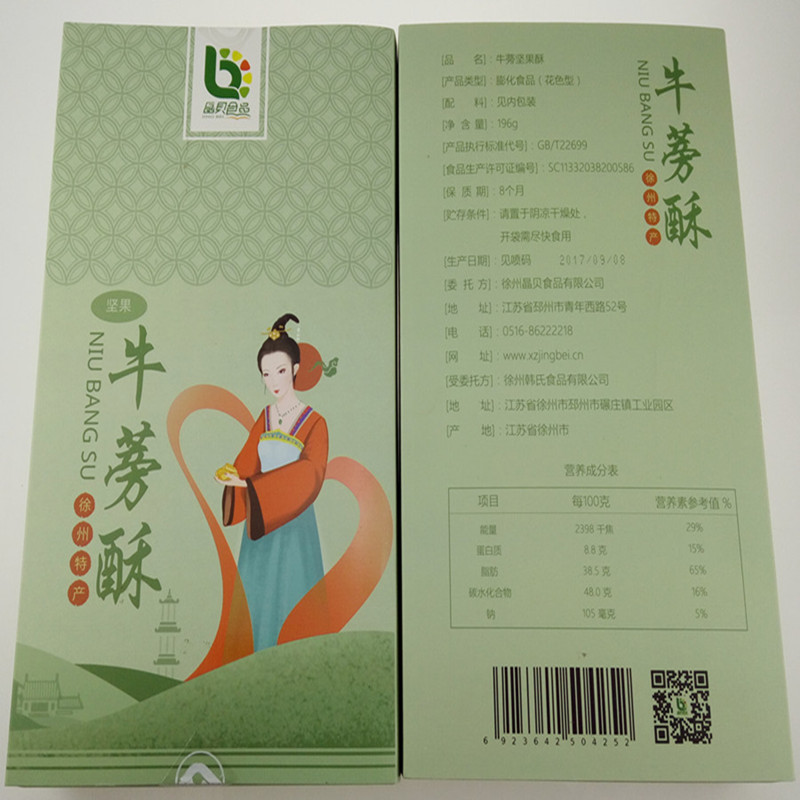 晶贝食品
坚果
牛蒡酥
NIU BANG SU
徐州特产
牛蒡酥
NIU BANG SU
徐州特产
[品 名]：牛蒡坚果酥
[产品类型]：膨化食品（花色型）
[配 料]：见内包装
[净 含 量]：196g
[产品执行标准代号]：GB/T22699
[食品生产许可证编号]：SC11332038200586
[保 质 期]：8个月
[贮存条件]：请置于阴凉干燥处，
开袋需尽快食用
[生产日期]：见喷码 2017/09/08
[委 托 方]：徐州晶贝食品有限公司
[地 址]：江苏省邳州市青年西路52号
[电 话]：0516-86222218
[网 址]：www.xzjingbei.cn
[受委托方]：徐州韩氏食品有限公司
[地 址]：江苏省徐州市邳州市碾庄镇工业园区
[产 地]：江苏省徐州市
营养成分表
项目 每100克 营养素参考值 %
能量 2398 千焦 29%
蛋白质 8.8 克 15%
脂肪 38.5 克 65%
碳水化合物 48.0 克 16%
钠 105 毫克 5%
6 923642 504252